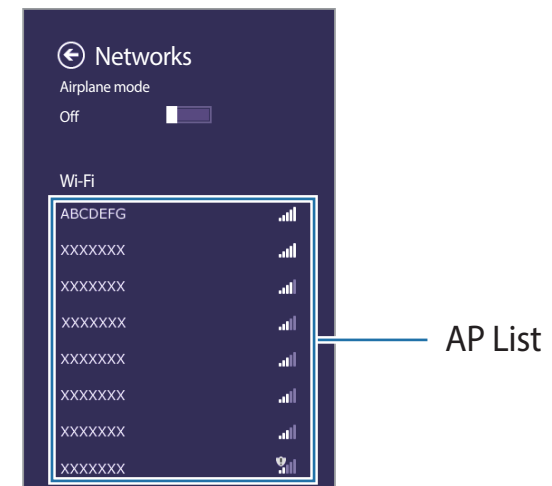 Networks
Airplane mode
Off
Wi-Fi
ABCDEFG
XXXXXXX
XXXXXXX
XXXXXXX
XXXXXXX
XXXXXXX
XXXXXXX
XXXXXXX
AP List